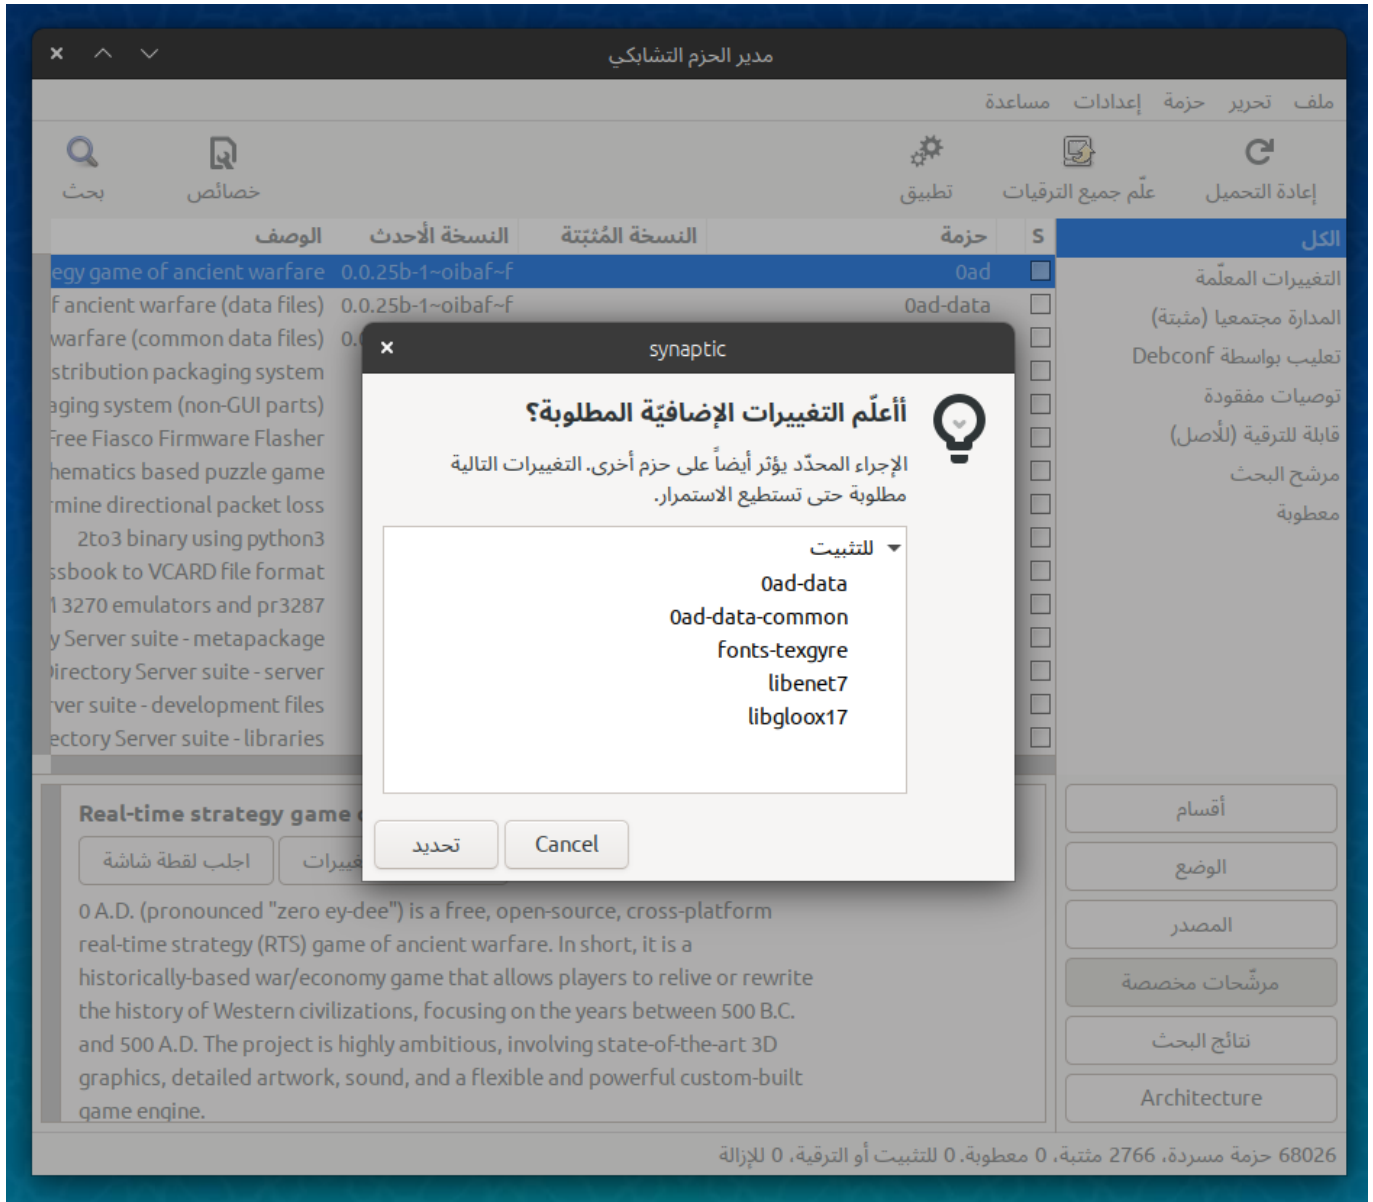 مدير الحزم التشابكي
ملف تحرير حزمة إعدادات مساعدة
إعادة التحميل علّم جميع الترقيات تطبيق خصائص بحث
الكل
التغييرات المعلّمة
المدارة مجتمعيا (مثبتة)
تعليب بواسطة Debconf
توصيات مفقودة
قابلة للترقية (للأصل)
مرشح البحث
معطوبة
S حزمة النسخة المُثبّتة النسخة الأحدث الوصف
0ad 0.0.25b-1~oibaf~f egy game of ancient warfare
0ad-data 0.0.25b-1~oibaf~f f ancient warfare (data files)
0. warfare (common data files)
stribution packaging system
aging system (non-GUI parts)
Free Fiasco Firmware Flasher
hematics based puzzle game
rmine directional packet loss
2to3 binary using python3
ssbook to VCARD file format
3270 emulators and pr3287
y Server suite - metapackage
Directory Server suite - server
ver suite - development files
ectory Server suite - libraries
synaptic
أأعلّم التغييرات الإضافيّة المطلوبة؟
الإجراء المحدّد يؤثر أيضاً على حزم أخرى. التغييرات التالية
مطلوبة حتى تستطيع الاستمرار.
للتثبيت
0ad-data
0ad-data-common
fonts-texgyre
libenet7
libgloox17
Cancel تحديد
أقسام
الوضع
المصدر
مرشّحات مخصصة
نتائج البحث
Architecture
Real-time strategy game
اجلب لقطة شاشة
0 A.D. (pronounced "zero ey-dee") is a free, open-source, cross-platform
real-time strategy (RTS) game of ancient warfare. In short, it is a
historically-based war/economy game that allows players to relive or rewrite
the history of Western civilizations, focusing on the years between 500 B.C.
and 500 A.D. The project is highly ambitious, involving state-of-the-art 3D
graphics, detailed artwork, sound, and a flexible and powerful custom-built
game engine.
68026 حزمة مسردة، 2766 مثتبة، 0 معطوبة. 0 للتثبيت أو الترقية، 0 للإزالة